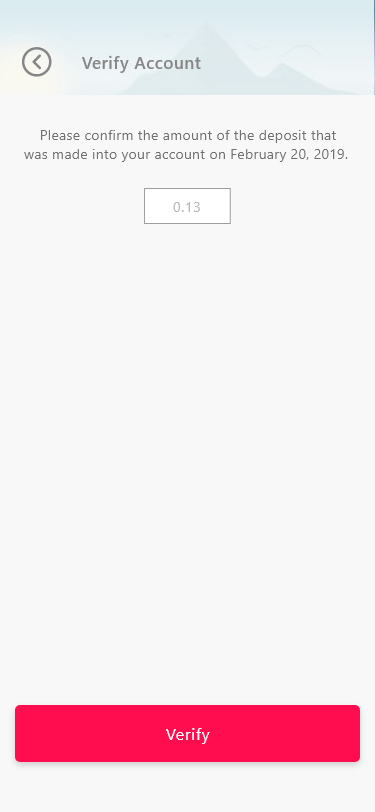 Verify Account
Please confirm the amount of the deposit that
was made into your account on February 20, 2019.
0.13
Verify